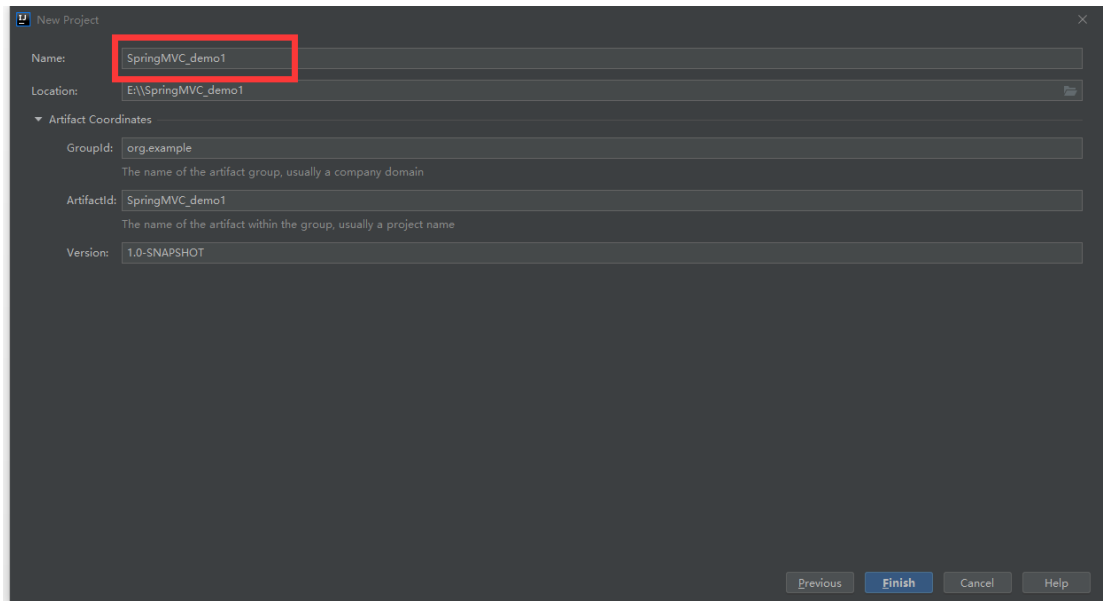 New Project
Name: SpringMVC_demo1
Location: E:\\SpringMVC_demo1
Artifact Coordinates
GroupId: org.example
The name of the artifact group, usually a company domain
ArtifactId: SpringMVC_demo1
The name of the artifact within the group, usually a project name
Version: 1.0-SNAPSHOT
Previous Finish Cancel Help